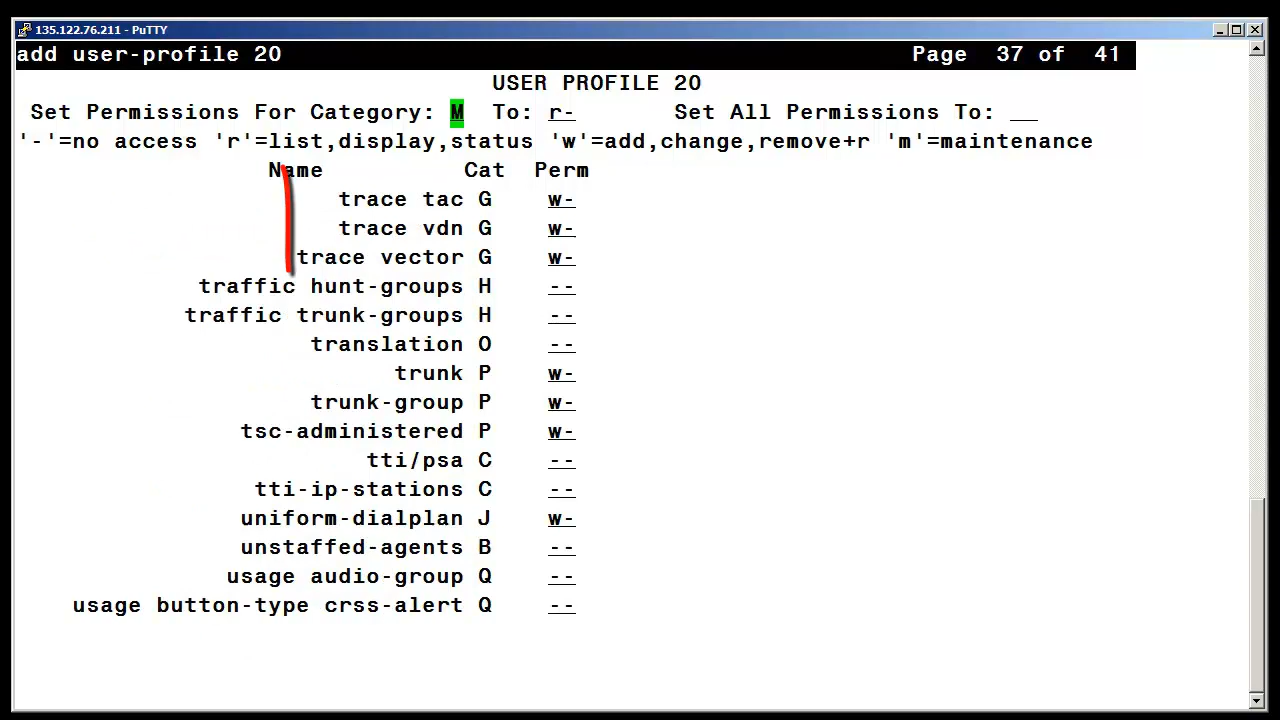 135.122.76.211 - PuTTY
add user-profile 20 Page 37 of 41
USER PROFILE 20
Set Permissions For Category: M To: r- Set All Permissions To: __
'-'=no access 'r'=list,display,status 'w'=add,change,remove+r 'm'=maintenance
Name Cat Perm
trace tac G w-
trace vdn G w-
trace vector G w-
traffic hunt-groups H --
traffic trunk-groups H --
translation O --
trunk P w-
trunk-group P w-
tsc-administered P w-
tti/psa C --
tti-ip-stations C --
uniform-dialplan J w-
unstaffed-agents B --
usage audio-group Q --
usage button-type crss-alert Q --